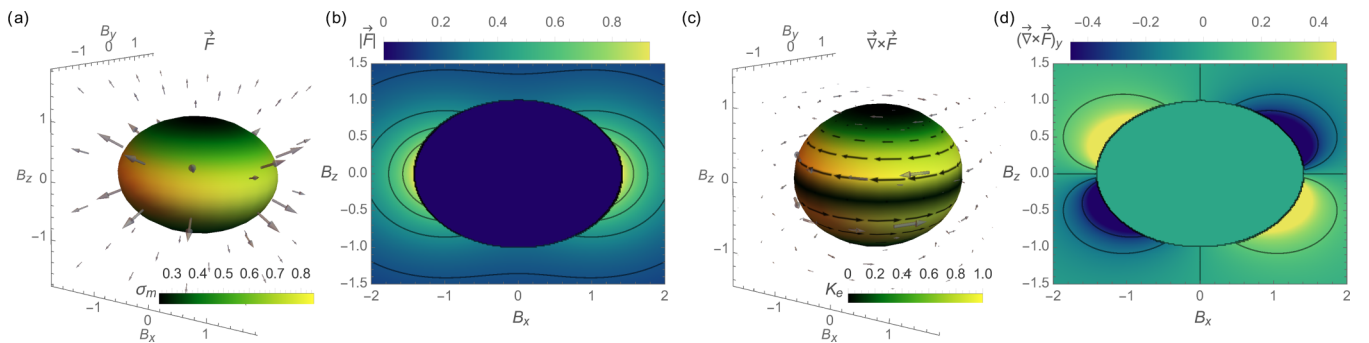 (a)
F⃗
B_y
−1 0 1
1
B_z 0
−1
0.3 0.4 0.5 0.6 0.7 0.8
σ_m
−1
0
1
B_x
(b)
0 0.2 0.4 0.6 0.8
|F⃗|
1.5
1.0
0.5
B_z 0.0
−0.5
−1.0
−1.5
−2 −1 0 1 2
B_x
(c)
∇⃗×F⃗
B_y
−1 0 1
1
B_z 0
−1
0. 0.2 0.4 0.6 0.8 1.0
K_e
−1
0
1
B_x
(d)
−0.4 −0.2 0 0.2 0.4
(∇⃗×F⃗)_y
1.5
1.0
0.5
B_z 0.0
−0.5
−1.0
−1.5
−2 −1 0 1 2
B_x